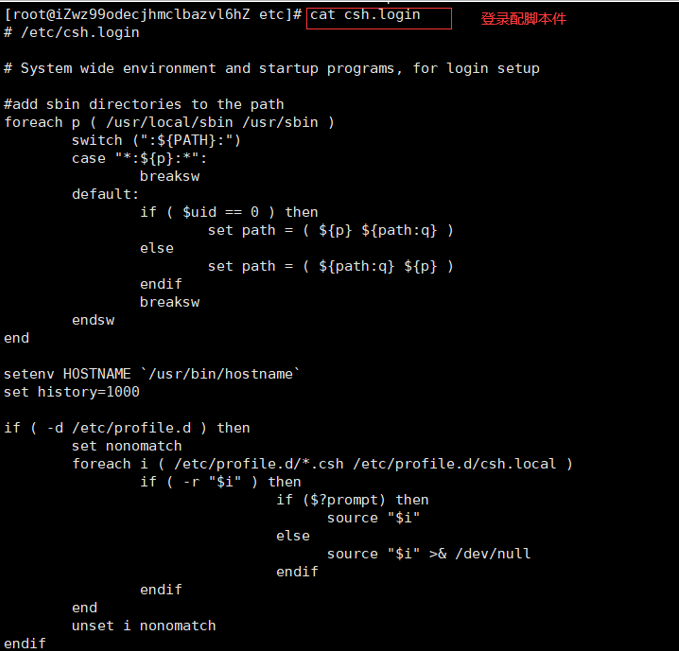 [root@iZwz99odecjhmclbazvl6hZ etc]# cat csh.login 登录配脚本件
# /etc/csh.login

# System wide environment and startup programs, for login setup

#add sbin directories to the path
foreach p ( /usr/local/sbin /usr/sbin )
        switch (":${PATH}:")
        case "*:${p}:*":
                breaksw
        default:
                if ( $uid == 0 ) then
                        set path = ( ${p} ${path:q} )
                else
                        set path = ( ${path:q} ${p} )
                endif
                breaksw
        endsw
end

setenv HOSTNAME `/usr/bin/hostname`
set history=1000

if ( -d /etc/profile.d ) then
        set nonomatch
        foreach i ( /etc/profile.d/*.csh /etc/profile.d/csh.local )
                if ( -r "$i" ) then
                                if ($?prompt) then
                                      source "$i"
                                else
                                      source "$i" >& /dev/null
                                endif
                endif
        end
        unset i nonomatch
endif